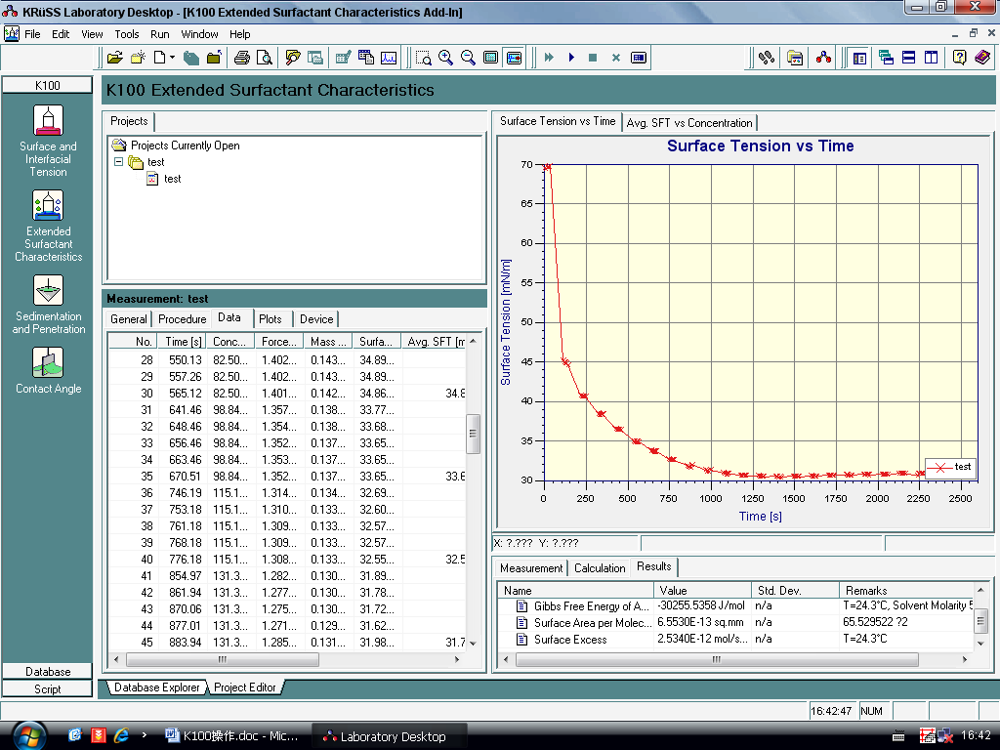 KRüSS Laboratory Desktop - [K100 Extended Surfactant Characteristics Add-In]
File Edit View Tools Run Window Help
K100
Surface and
Interfacial
Tension
Extended
Surfactant
Characteristics
Sedimentation
and Penetration
Contact Angle
Database
Script
K100 Extended Surfactant Characteristics
Projects
Projects Currently Open
test
test
Measurement: test
General Procedure Data Plots Device
No. Time [s] Conc... Force... Mass ... Surfa... Avg. SFT [m
28 550.13 82.50... 1.402... 0.143... 34.89...
29 557.26 82.50... 1.402... 0.143... 34.89...
30 565.12 82.50... 1.401... 0.142... 34.86... 34.8
31 641.46 98.84... 1.357... 0.138... 33.77...
32 648.46 98.84... 1.354... 0.138... 33.68...
33 656.46 98.84... 1.352... 0.137... 33.65...
34 663.46 98.84... 1.353... 0.137... 33.65...
35 670.51 98.84... 1.352... 0.137... 33.65... 33.6
36 746.19 115.1... 1.314... 0.134... 32.69...
37 753.18 115.1... 1.310... 0.133... 32.60...
38 761.18 115.1... 1.309... 0.133... 32.57...
39 768.18 115.1... 1.309... 0.133... 32.57...
40 776.18 115.1... 1.308... 0.133... 32.55... 32.5
41 854.97 131.3... 1.282... 0.130... 31.89...
42 861.94 131.3... 1.277... 0.130... 31.78...
43 870.06 131.3... 1.275... 0.130... 31.72...
44 877.01 131.3... 1.271... 0.129... 31.62...
45 883.94 131.3... 1.285... 0.131... 31.98... 31.7
Surface Tension vs Time Avg. SFT vs Concentration
Surface Tension vs Time
Surface Tension [mN/m]
70
65
60
55
50
45
40
35
30
test
0 250 500 750 1000 1250 1500 1750 2000 2250 2500
Time [s]
X: ?.??? Y: ?.???
Measurement Calculation Results
Name Value Std. Dev. Remarks
Gibbs Free Energy of A... -30255.5358 J/mol n/a T=24.3°C, Solvent Molarity 5
Surface Area per Molec... 6.5530E-13 sq.mm n/a 65.529522 ?2
Surface Excess 2.5340E-12 mol/s... n/a T=24.3°C
Database Explorer Project Editor
16:42:47 NUM
K100操作.doc - Mic... Laboratory Desktop 16:42